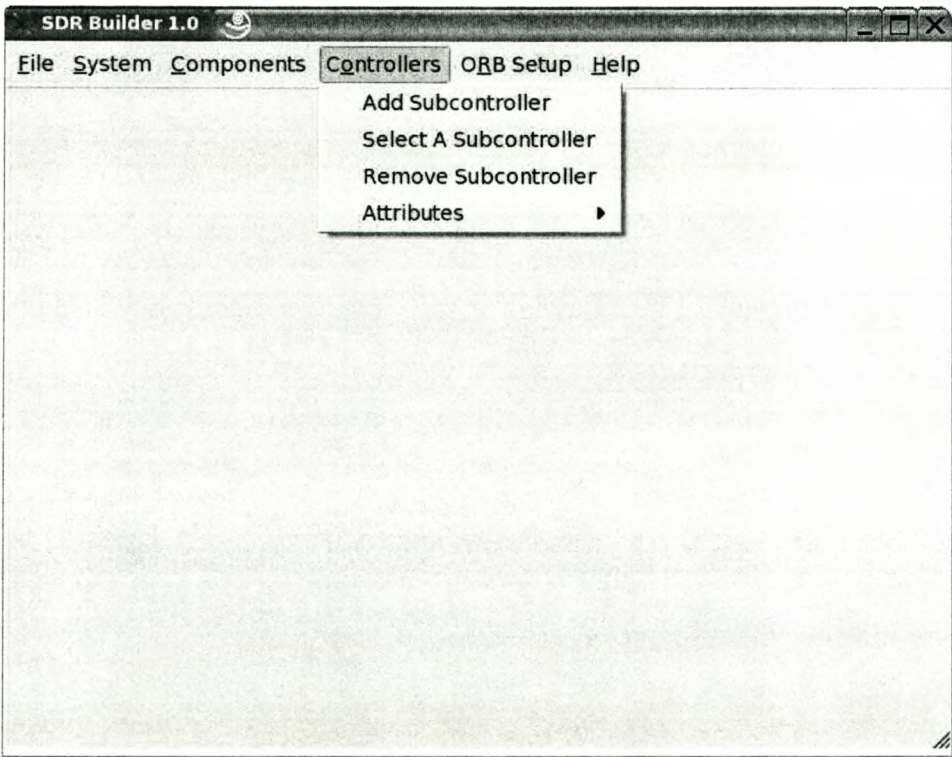 SDR Builder 1.0
File System Components Controllers ORB Setup Help
Add Subcontroller
Select A Subcontroller
Remove Subcontroller
Attributes